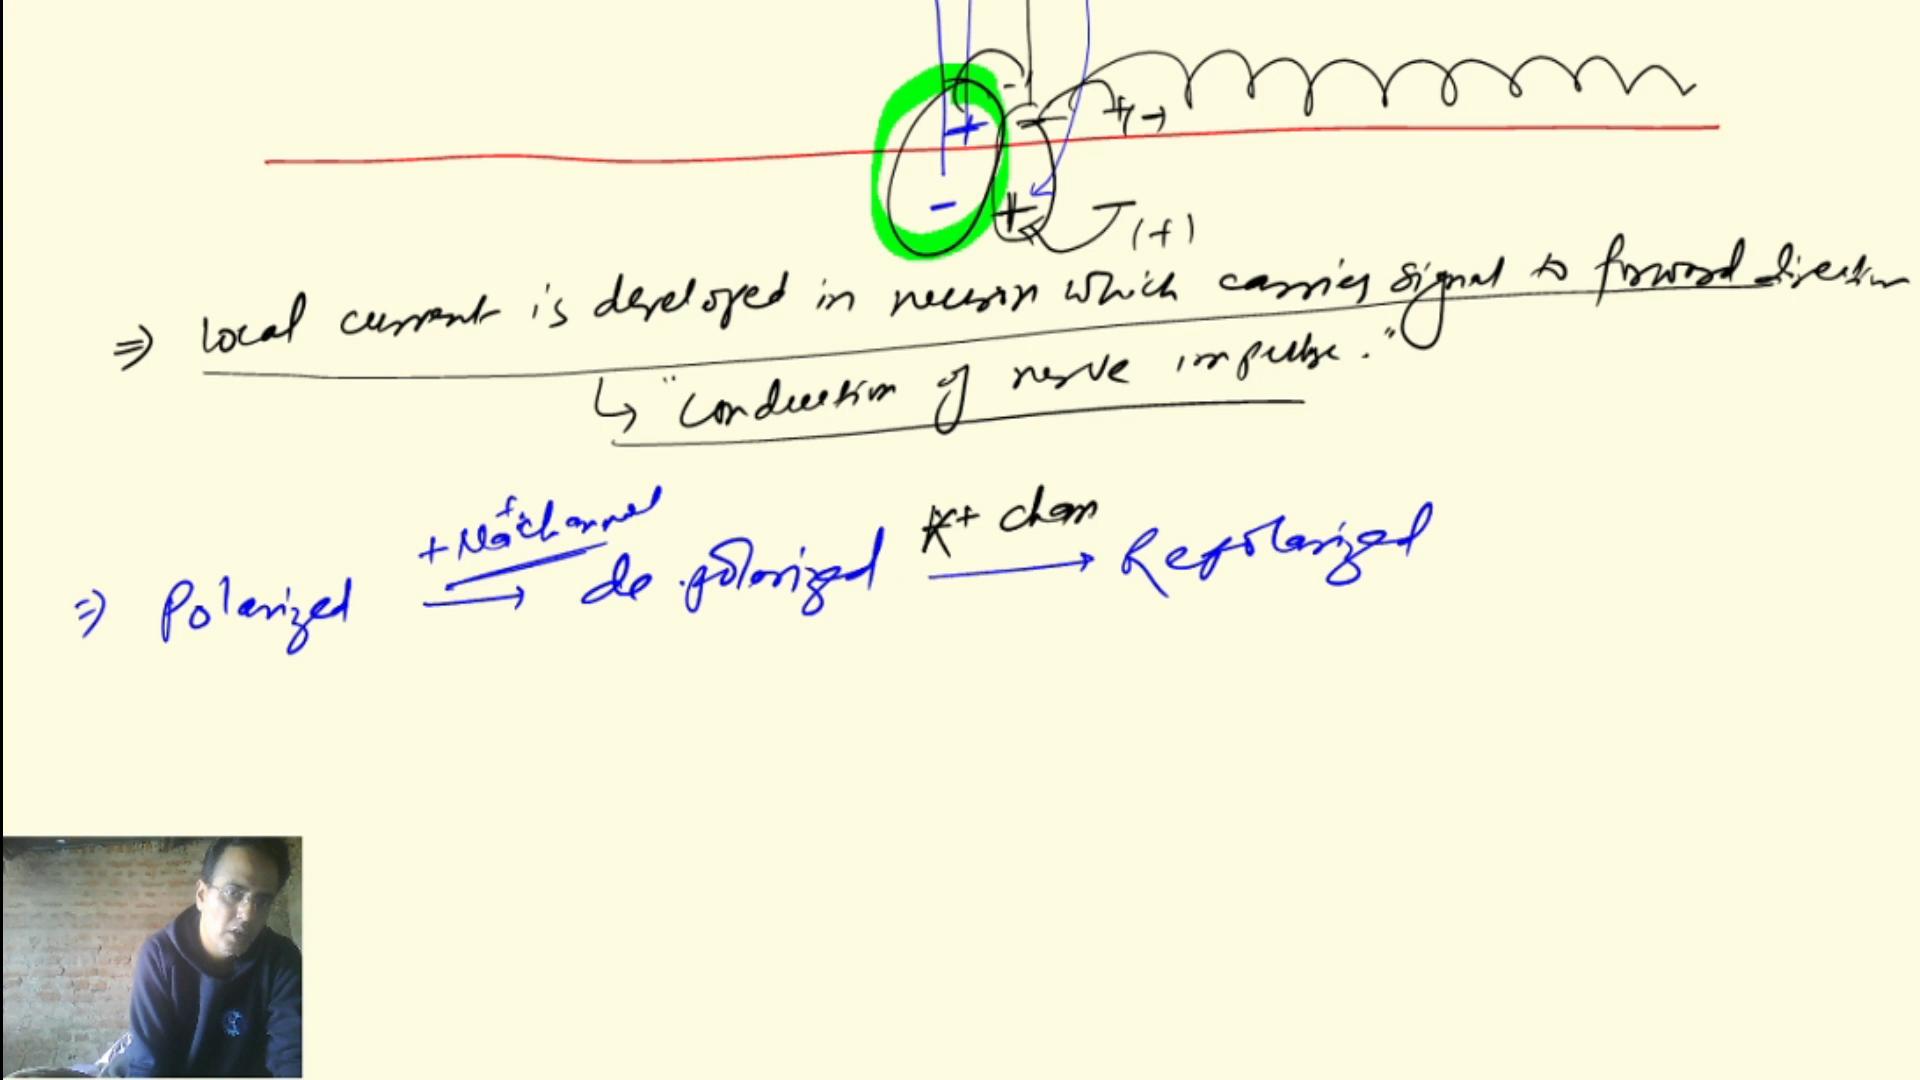 + - -
- + + →
+ (+)
⇒ Local current is developed in neuron which carries signal to forward direction
↳ "Conduction of nerve impulse."
+Na⁺channel K⁺ chan
⇒ Polarized → de polarized → Repolarized